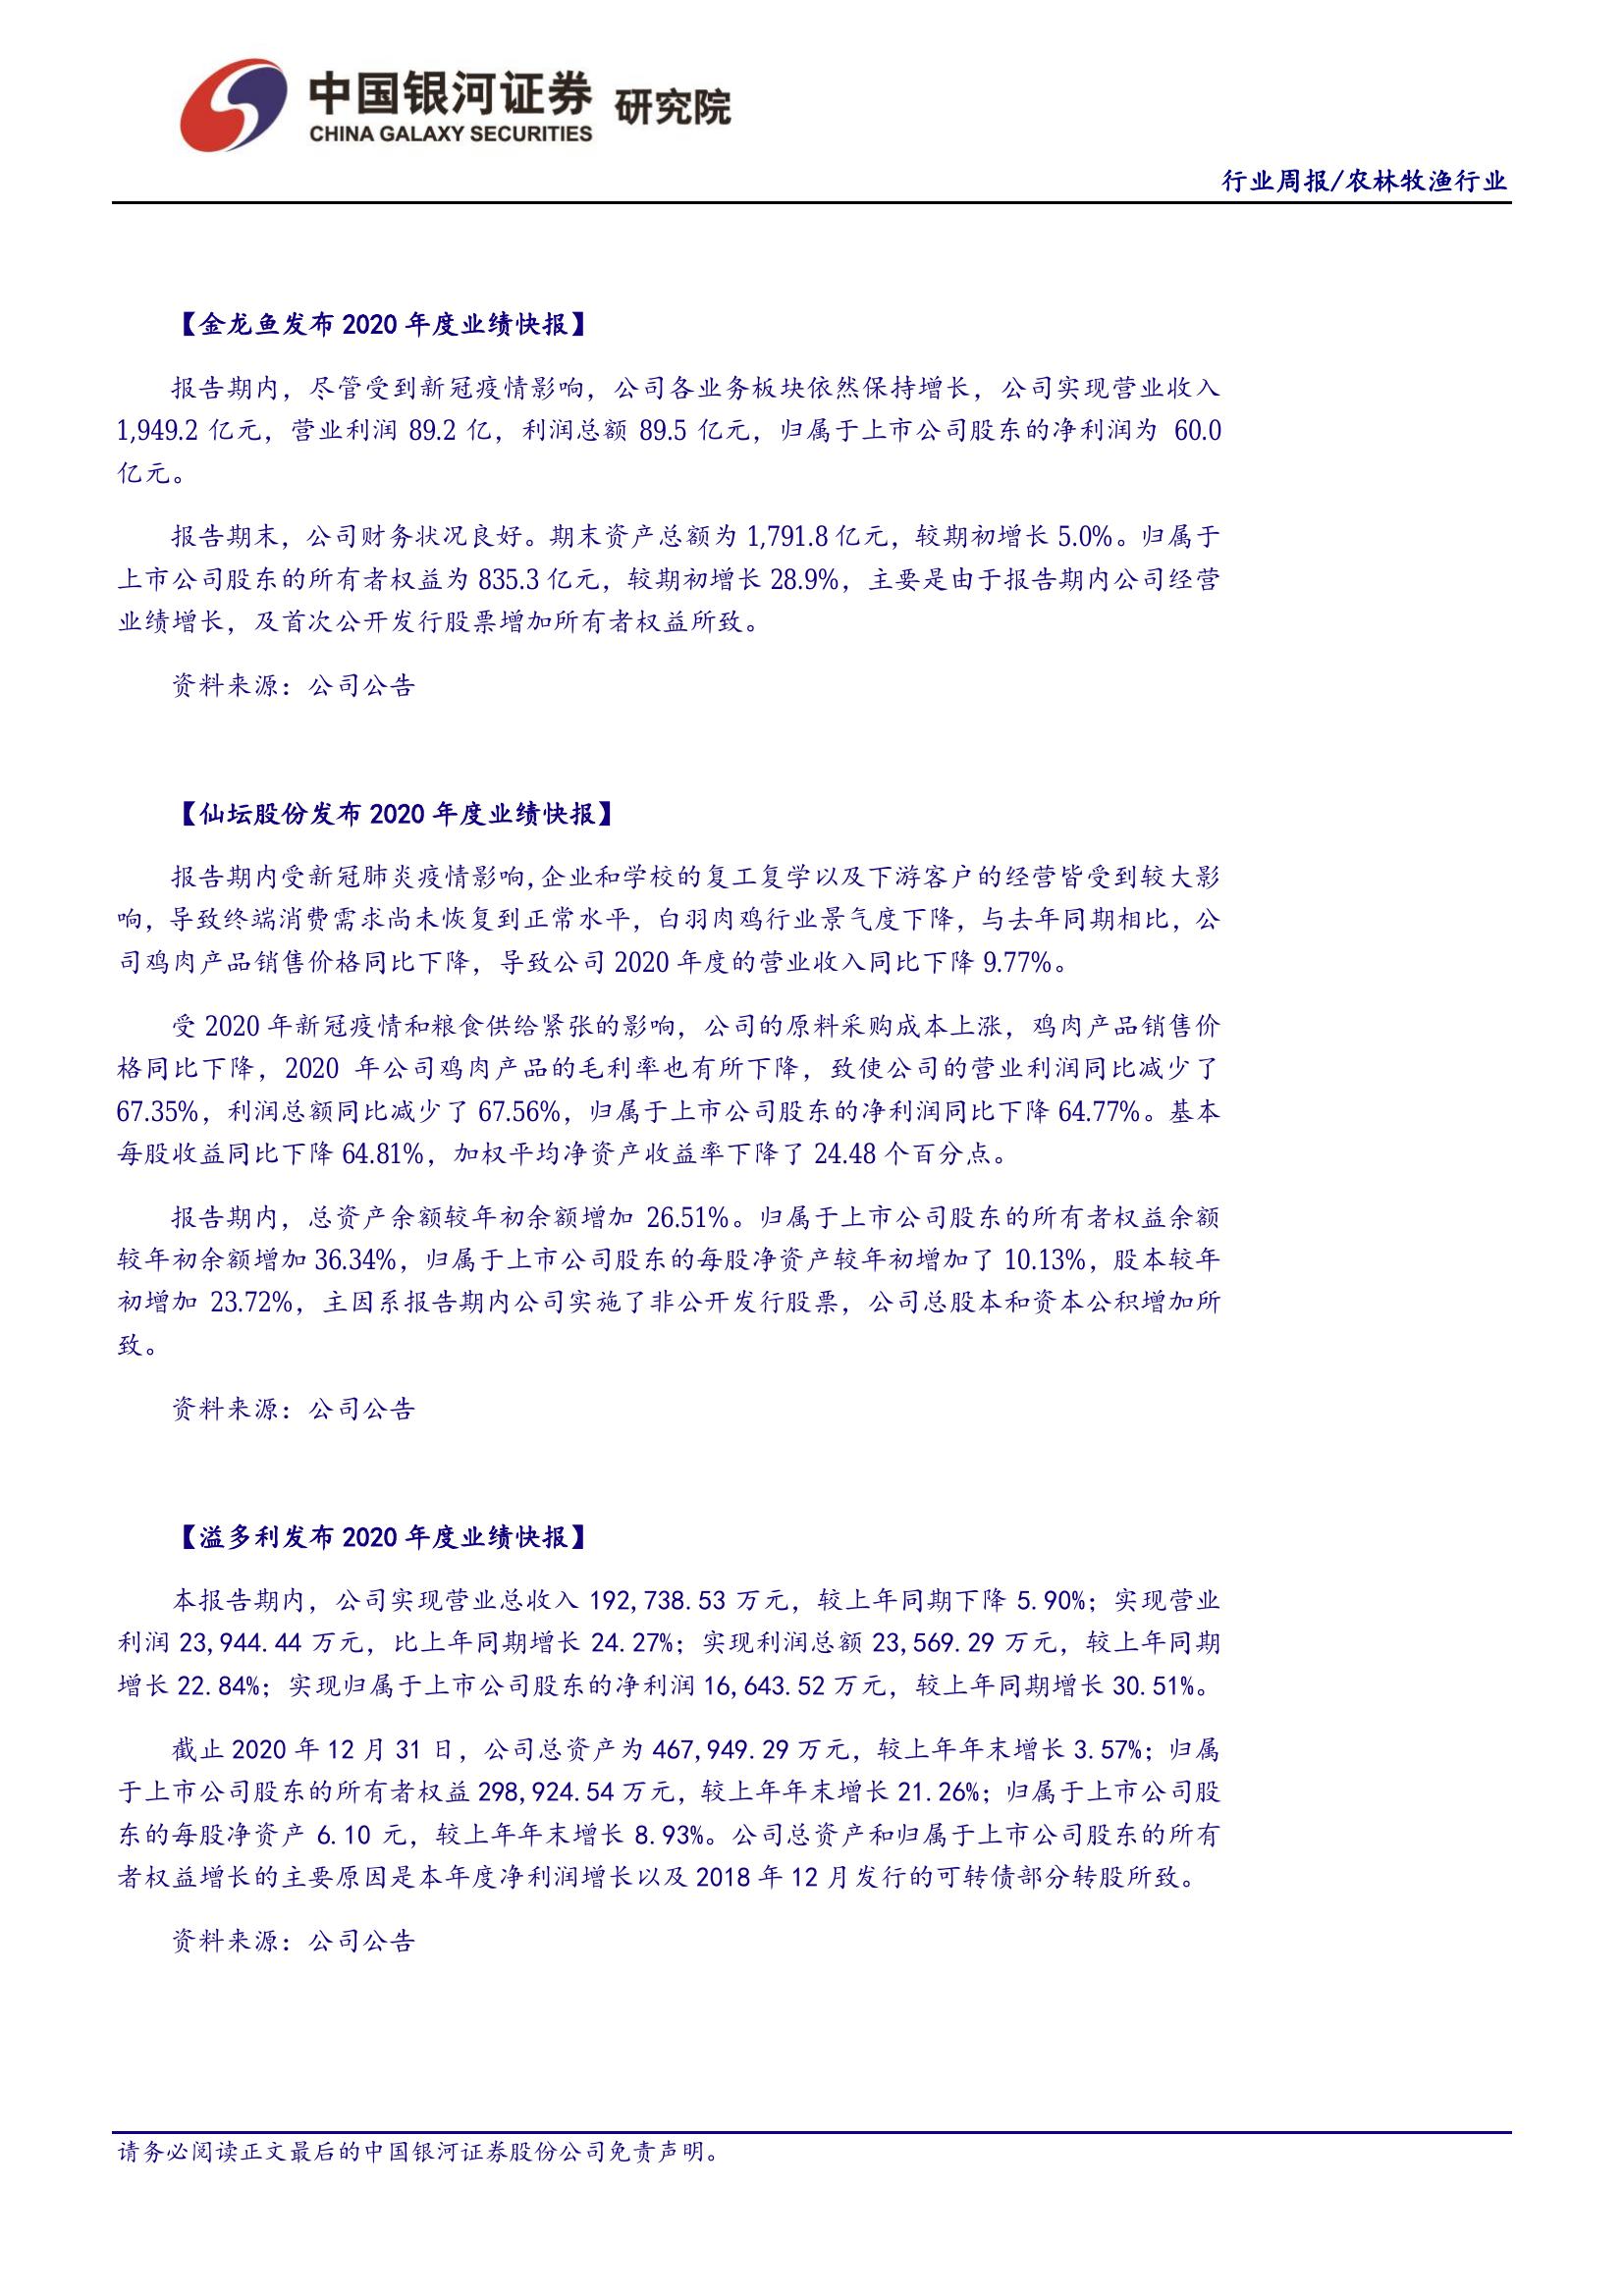 中国银河证券 研究院
CHINA GALAXY SECURITIES
行业周报/农林牧渔行业
【金龙鱼发布 2020 年度业绩快报】
报告期内，尽管受到新冠疫情影响，公司各业务板块依然保持增长，公司实现营业收入
1,949.2 亿元，营业利润 89.2 亿，利润总额 89.5 亿元，归属于上市公司股东的净利润为 60.0
亿元。
报告期末，公司财务状况良好。期末资产总额为 1,791.8 亿元，较期初增长 5.0%。归属于
上市公司股东的所有者权益为 835.3 亿元，较期初增长 28.9%，主要是由于报告期内公司经营
业绩增长，及首次公开发行股票增加所有者权益所致。
资料来源：公司公告
【仙坛股份发布 2020 年度业绩快报】
报告期内受新冠肺炎疫情影响,企业和学校的复工复学以及下游客户的经营皆受到较大影
响，导致终端消费需求尚未恢复到正常水平，白羽肉鸡行业景气度下降，与去年同期相比，公
司鸡肉产品销售价格同比下降，导致公司 2020 年度的营业收入同比下降 9.77%。
受 2020 年新冠疫情和粮食供给紧张的影响，公司的原料采购成本上涨，鸡肉产品销售价
格同比下降，2020 年公司鸡肉产品的毛利率也有所下降，致使公司的营业利润同比减少了
67.35%，利润总额同比减少了 67.56%，归属于上市公司股东的净利润同比下降 64.77%。基本
每股收益同比下降 64.81%，加权平均净资产收益率下降了 24.48 个百分点。
报告期内，总资产余额较年初余额增加 26.51%。归属于上市公司股东的所有者权益余额
较年初余额增加 36.34%，归属于上市公司股东的每股净资产较年初增加了 10.13%，股本较年
初增加 23.72%，主因系报告期内公司实施了非公开发行股票，公司总股本和资本公积增加所
致。
资料来源：公司公告
【溢多利发布 2020 年度业绩快报】
本报告期内，公司实现营业总收入 192,738.53 万元，较上年同期下降 5.90%；实现营业
利润 23,944.44 万元，比上年同期增长 24.27%；实现利润总额 23,569.29 万元，较上年同期
增长 22.84%；实现归属于上市公司股东的净利润 16,643.52 万元，较上年同期增长 30.51%。
截止 2020 年 12 月 31 日，公司总资产为 467,949.29 万元，较上年年末增长 3.57%；归属
于上市公司股东的所有者权益 298,924.54 万元，较上年年末增长 21.26%；归属于上市公司股
东的每股净资产 6.10 元，较上年年末增长 8.93%。公司总资产和归属于上市公司股东的所有
者权益增长的主要原因是本年度净利润增长以及 2018 年 12 月发行的可转债部分转股所致。
资料来源：公司公告
请务必阅读正文最后的中国银河证券股份公司免责声明。